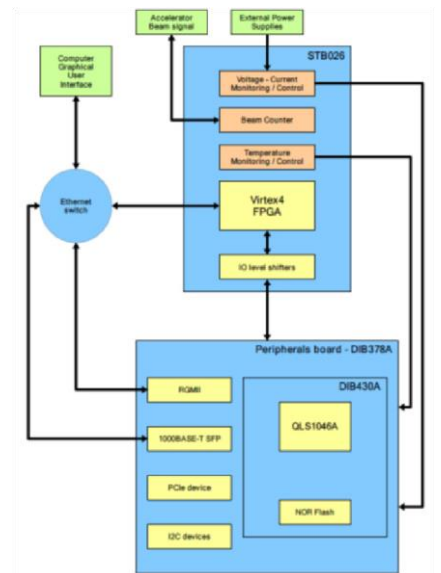 Accelerator
Beam signal
External Power
Supplies
Computer
Graphical
User
Interface
STB026
Voltage - Current
Monitoring / Control
Beam Counter
Temperature
Monitoring / Control
Ethernet
switch
Virtex4
FPGA
IO level shifters
Peripherals board - DIB378A
DIB430A
RGMII
QLS1046A
1000BASE-T SFP
PCIe device
NOR Flash
I2C devices